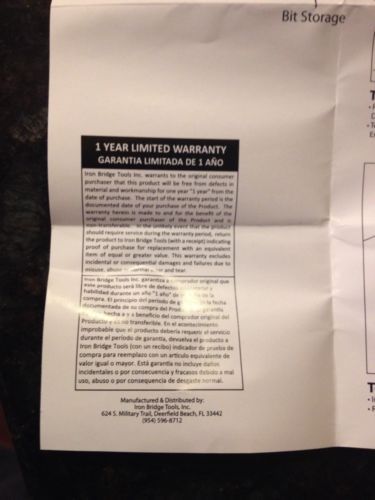 Bit Storage
1 YEAR LIMITED WARRANTY
GARANTIA LIMITADA DE 1 AÑO
Iron Bridge Tools Inc. warrants to the original consumer
purchaser that this product will be free from defects in
material and workmanship for one year "1 year" from the
date of purchase. The start of the warranty period is the
documented date of your purchase of the Product. The
warranty herein is made to and for the benefit of the
original consumer purchaser of the Product and is
non-transferable. In the unlikely event that the product
should require service during the warranty period, return
the product to Iron Bridge Tools (with a receipt) indicating
proof of purchase for replacement with an equivalent
item of equal or greater value. This warranty excludes
incidental or consequential damages and failures due to
misuse, abuse or normal wear and tear.
Iron Bridge Tools Inc. garantiza a comprador original que
este producto será libre de defectos material y
habilidad durante un año "1 año" de de la
compra. El principio del período de la fecha
documentada de su compra del Producto. garantía
hecha a y a beneficio del comprador original del
Producto y es no transferible. En el acontecimiento
improbable que el producto debería requerir el servicio
durante el período de garantía, devuelva el producto a
Iron Bridge Tools (con un recibo) indicador de prueba de
compra para reemplazo con un artículo equivalente de
valor igual o mayor. Está garantía no incluye daños
incidentales o por consecuencia y fracasos debido a mal
uso, abuso o por consecuencia de desgaste normal.
Manufactured & Distributed by:
Iron Bridge Tools, Inc.
624 S. Military Trail, Deerfield Beach, FL 33442
(954) 596-8712